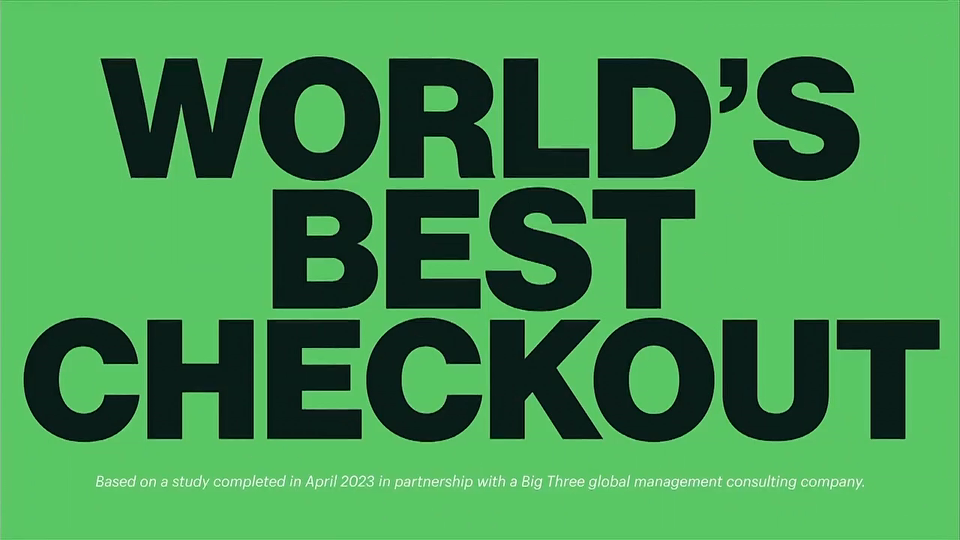 WORLD’S
BEST
CHECKOUT
Based on a study completed in April 2023 in partnership with a Big Three global management consulting company.